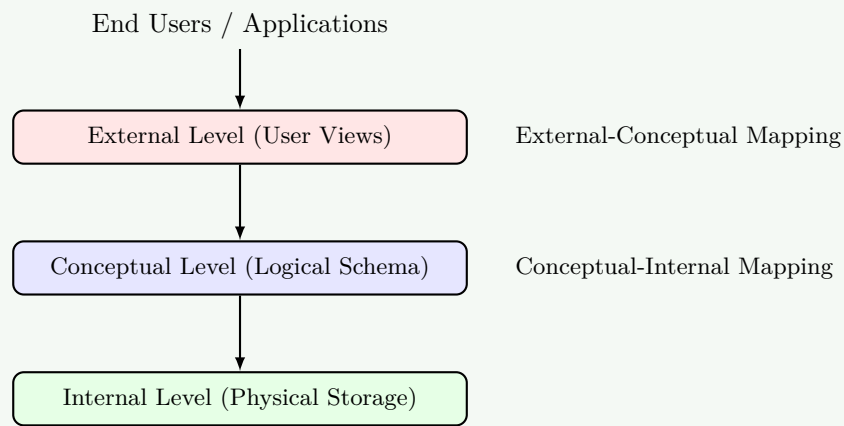 End Users / Applications
External Level (User Views)
External-Conceptual Mapping
Conceptual Level (Logical Schema)
Conceptual-Internal Mapping
Internal Level (Physical Storage)